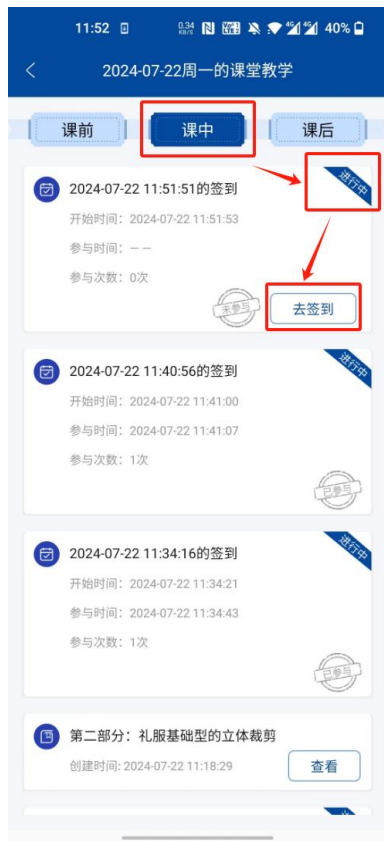 11:52
0.34 KB/S
4G 4G 40%
2024-07-22周一的课堂教学
课前 课中 课后
进行中
2024-07-22 11:51:51的签到
开始时间：2024-07-22 11:51:53
参与时间：– –
参与次数：0次
未参与
去签到
进行中
2024-07-22 11:40:56的签到
开始时间：2024-07-22 11:41:00
参与时间：2024-07-22 11:41:07
参与次数：1次
已参与
进行中
2024-07-22 11:34:16的签到
开始时间：2024-07-22 11:34:21
参与时间：2024-07-22 11:34:43
参与次数：1次
已参与
第二部分：礼服基础型的立体裁剪
创建时间: 2024-07-22 11:18:29
查看